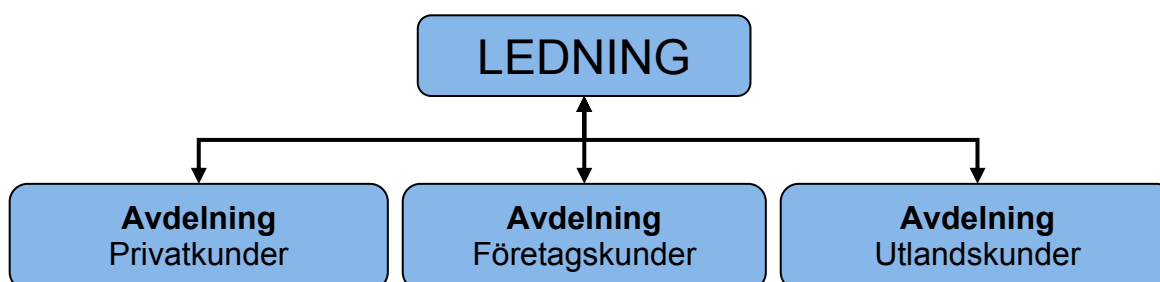 LEDNING
Avdelning
Privatkunder
Avdelning
Företagskunder
Avdelning
Utlandskunder